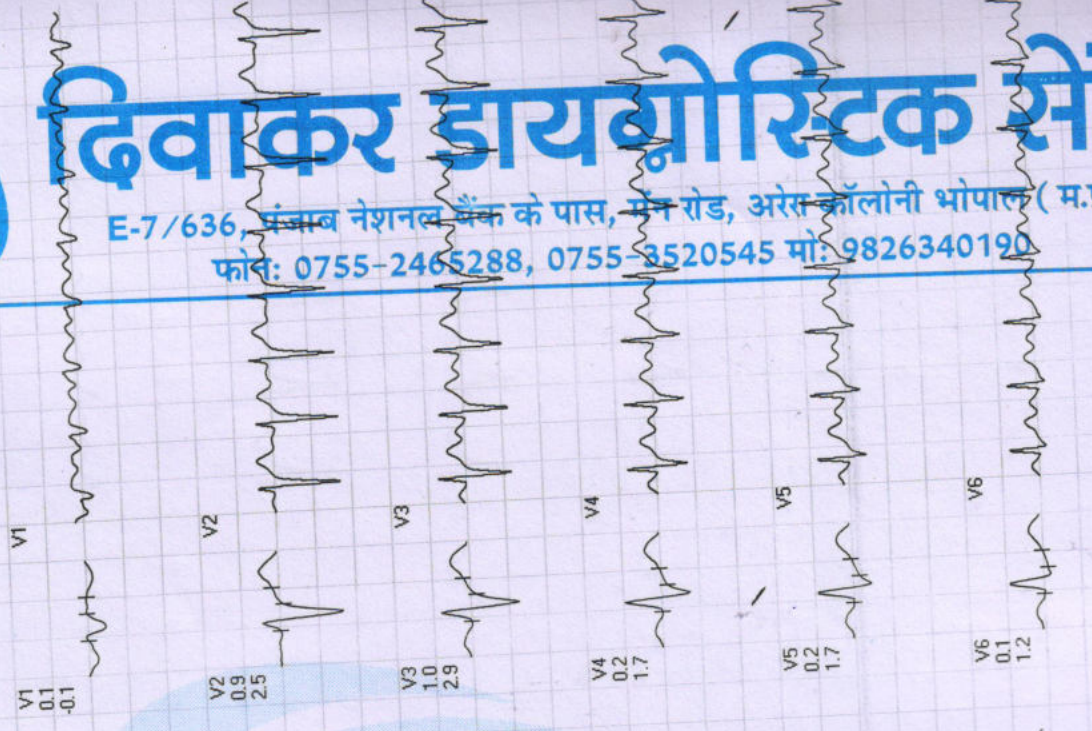 दिवाकर डायग्नोस्टिक सें
E-7/636, पंजाब नेशनल बैंक के पास, मेन रोड, अरेरा कॉलोनी भोपाल ( म.
फोन: 0755-2465288, 0755-3520545 मो: 9826340190
V1
V2
V3
V4
V5
V6
V1
0.1
-0.1
V2
0.9
2.5
V3
1.0
2.9
V4
0.2
1.7
V5
0.2
1.7
V6
0.1
1.2